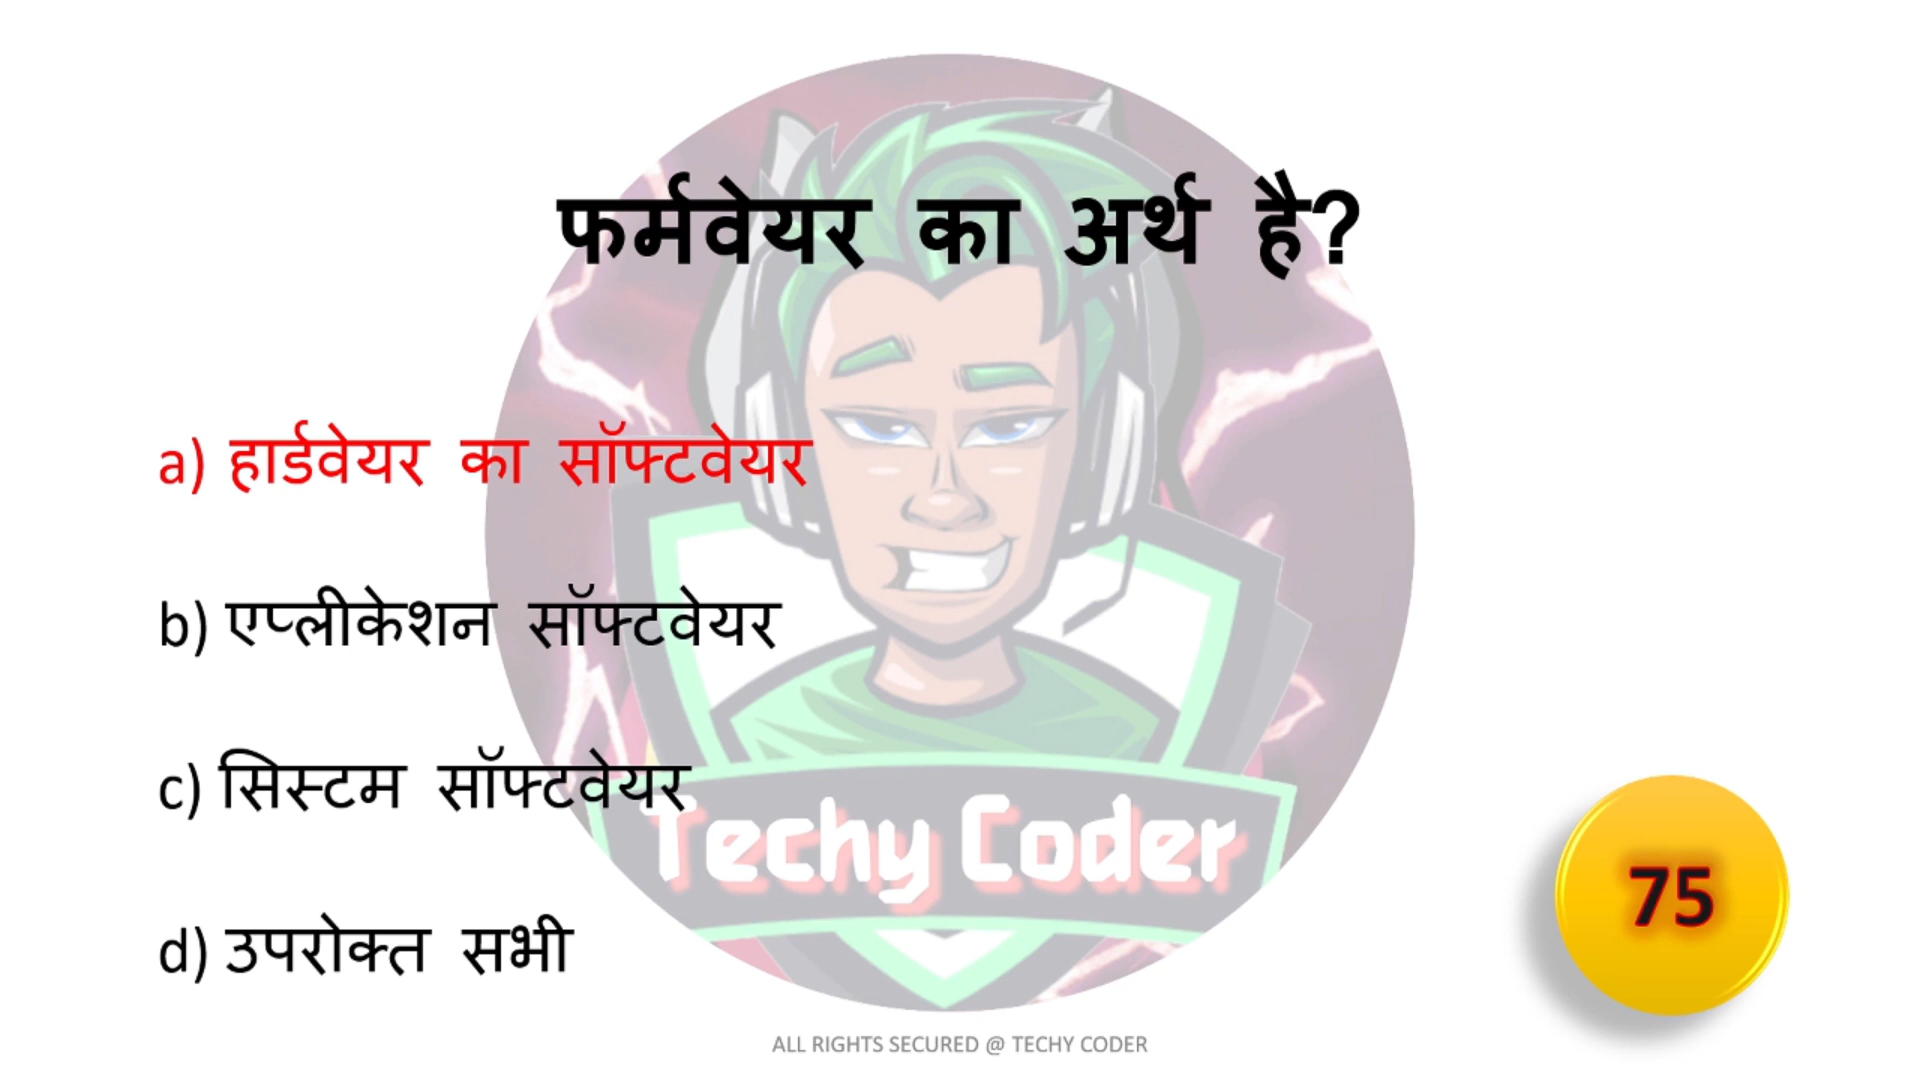 फर्मवेयर का अर्थ है?
a) हार्डवेयर का सॉफ्टवेयर
b) एप्लीकेशन सॉफ्टवेयर
c) सिस्टम सॉफ्टवेयर
Techy Coder
75
d) उपरोक्त सभी
ALL RIGHTS SECURED @ TECHY CODER